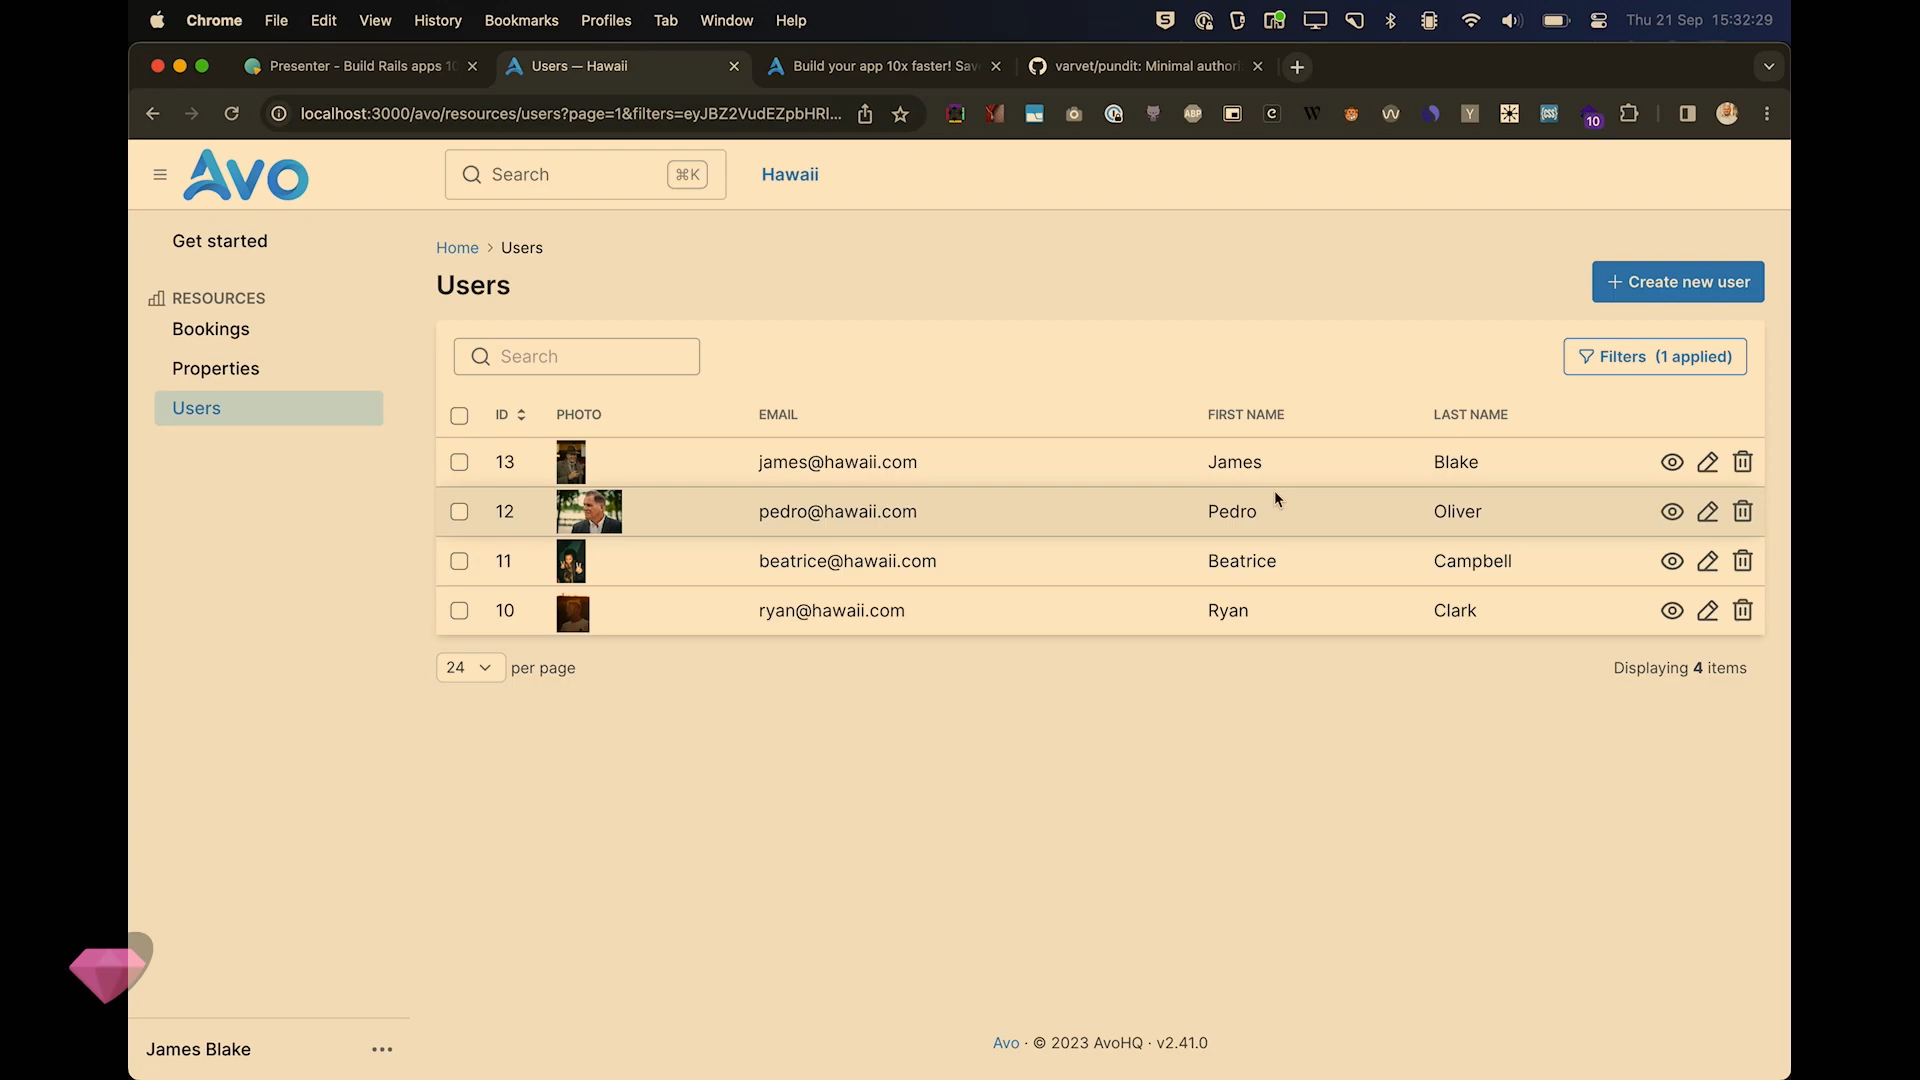 Chrome File Edit View History Bookmarks Profiles Tab Window Help Thu 21 Sep 15:32:29
Presenter - Build Rails apps 10 Users — Hawaii Build your app 10x faster! Sav varvet/pundit: Minimal authori
localhost:3000/avo/resources/users?page=1&filters=eyJBZ2VudEZpbHRl... ABP C W Y {css} 10
Avo Search ⌘K Hawaii
Get started
Home > Users
Users
+ Create new user
RESOURCES
Bookings
Properties
Users
Search
Filters (1 applied)
ID PHOTO EMAIL FIRST NAME LAST NAME
13 james@hawaii.com James Blake
12 pedro@hawaii.com Pedro Oliver
11 beatrice@hawaii.com Beatrice Campbell
10 ryan@hawaii.com Ryan Clark
24 per page
Displaying 4 items
James Blake
Avo · © 2023 AvoHQ · v2.41.0